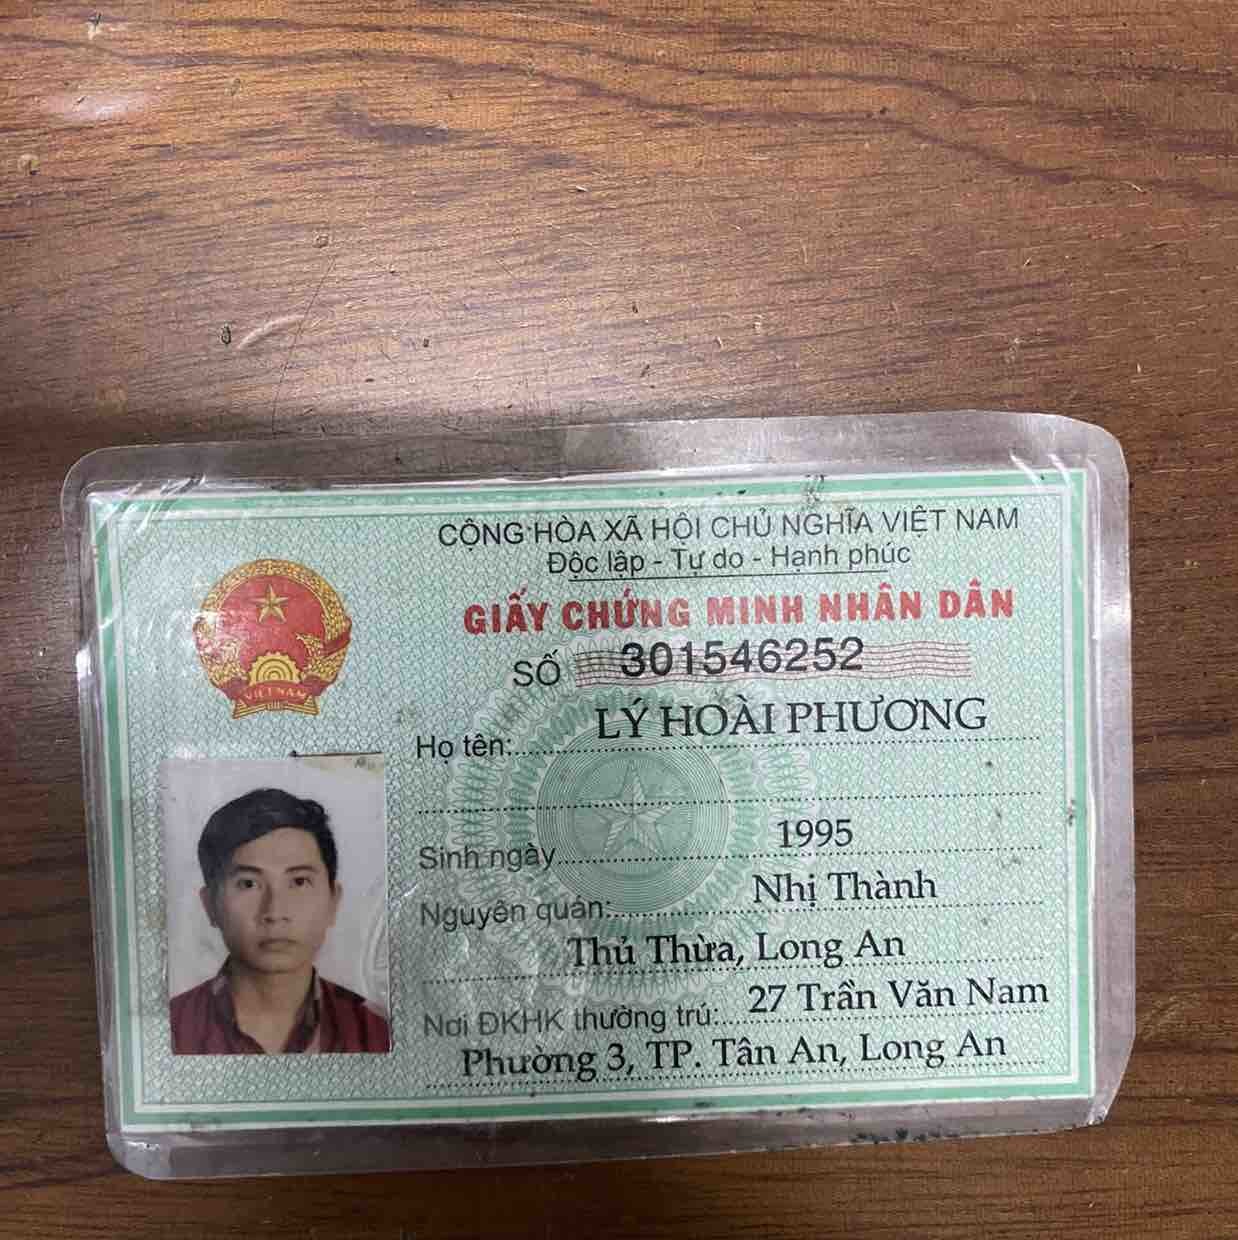 CỘNG HÒA XÃ HỘI CHỦ NGHĨA VIỆT NAM
Độc lập - Tự do - Hạnh phúc
GIẤY CHỨNG MINH NHÂN DÂN
SỐ 301546252
Họ tên: LÝ HOÀI PHƯƠNG
Sinh ngày 1995
Nguyên quán: Nhị Thành
Thủ Thừa, Long An
Nơi ĐKHK thường trú: 27 Trần Văn Nam
Phường 3, TP. Tân An, Long An
VIỆT NAM